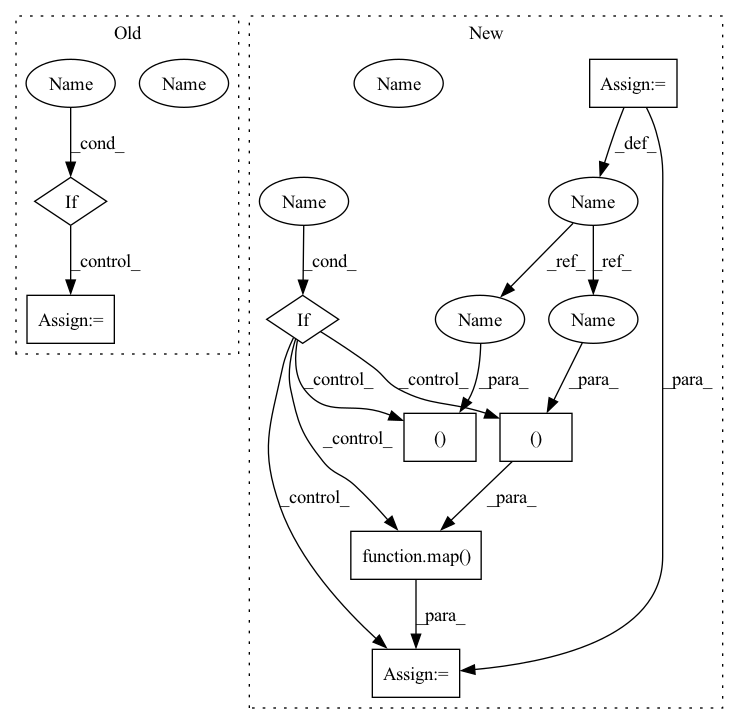 Old
New
Name
Name
Name
Assign:=
_cond_
_def_
If
Name
Name
_control_
_cond_
_ref_
_ref_
Assign:=
If
Name
Name
_control_
_control_
_para_
_para_
_para_
()
()
_control_
_control_
_para_
function.map()
_para_
Assign:=